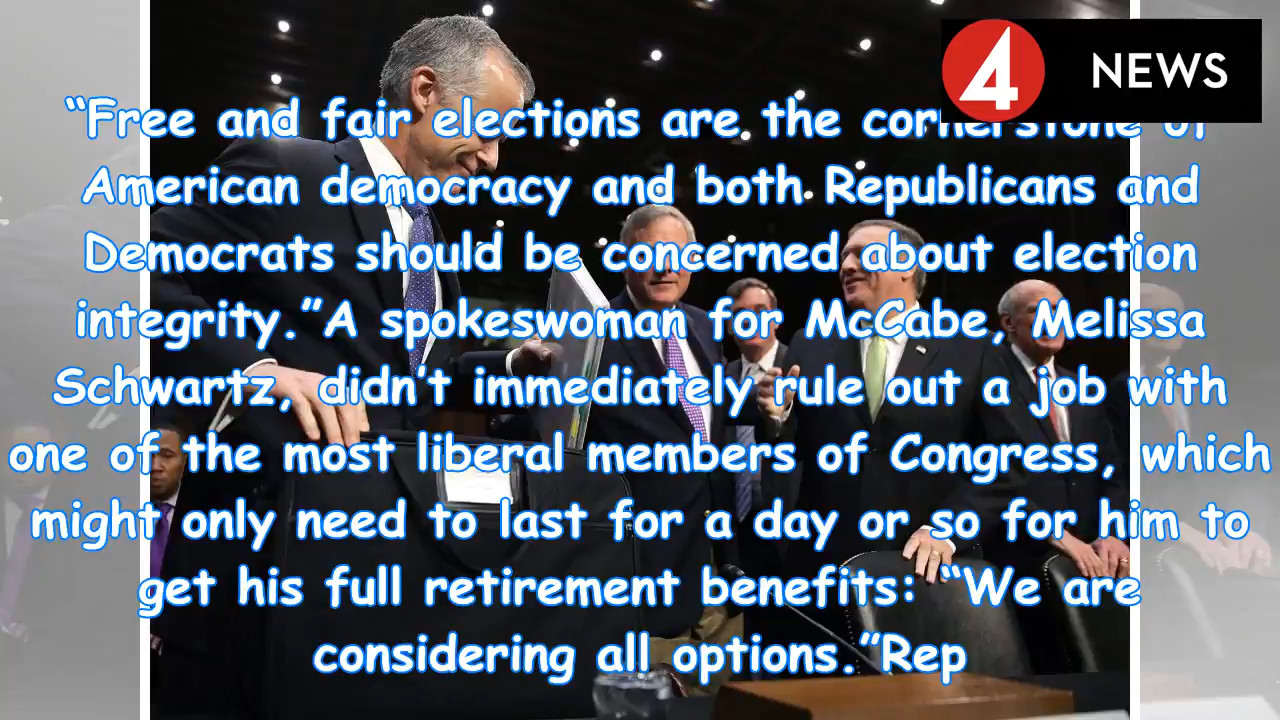 4 NEWS
“Free and fair elections are the cornerstone of
American democracy and both Republicans and
Democrats should be concerned about election
integrity.”A spokeswoman for McCabe, Melissa
Schwartz, didn’t immediately rule out a job with
one of the most liberal members of Congress, which
might only need to last for a day or so for him to
get his full retirement benefits: “We are
considering all options.”Rep